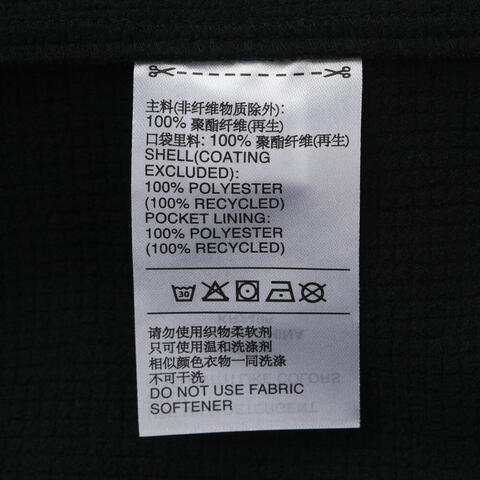 主料(非纤维物质除外):
100% 聚酯纤维(再生)
口袋里料: 100% 聚酯纤维(再生)
SHELL(COATING
EXCLUDED):
100% POLYESTER
(100% RECYCLED)
POCKET LINING:
100% POLYESTER
(100% RECYCLED)
30
请勿使用织物柔软剂
只可使用温和洗涤剂
相似颜色衣物一同洗涤
不可干洗
DO NOT USE FABRIC
SOFTENER